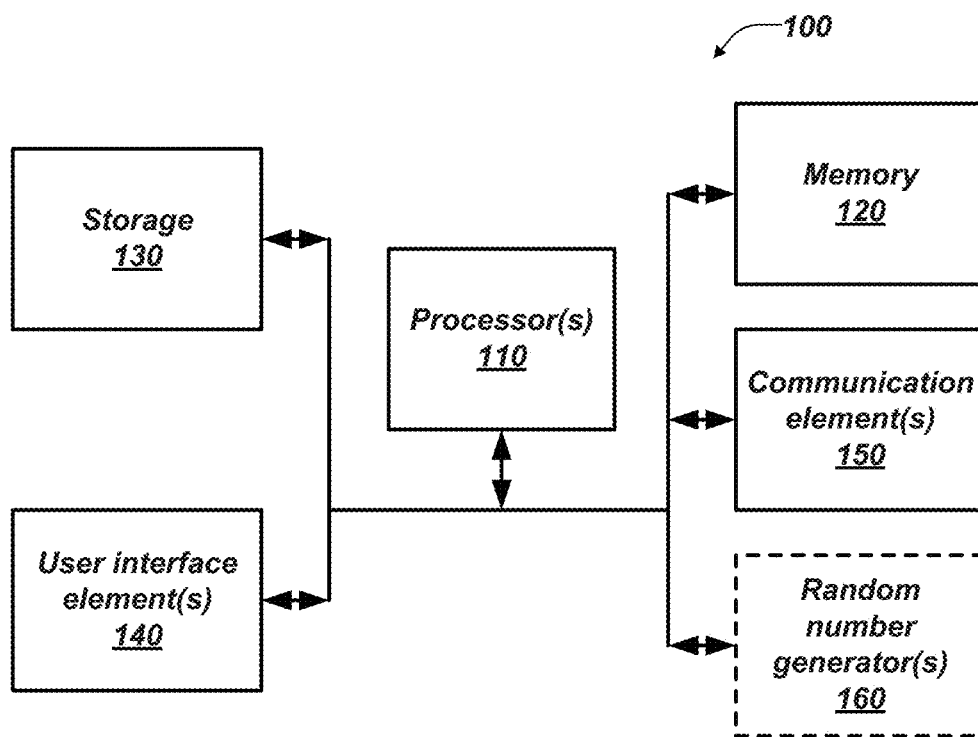 100
Storage
130
Processor(s)
110
Memory
120
Communication
element(s)
150
User interface
element(s)
140
Random
number
generator(s)
160